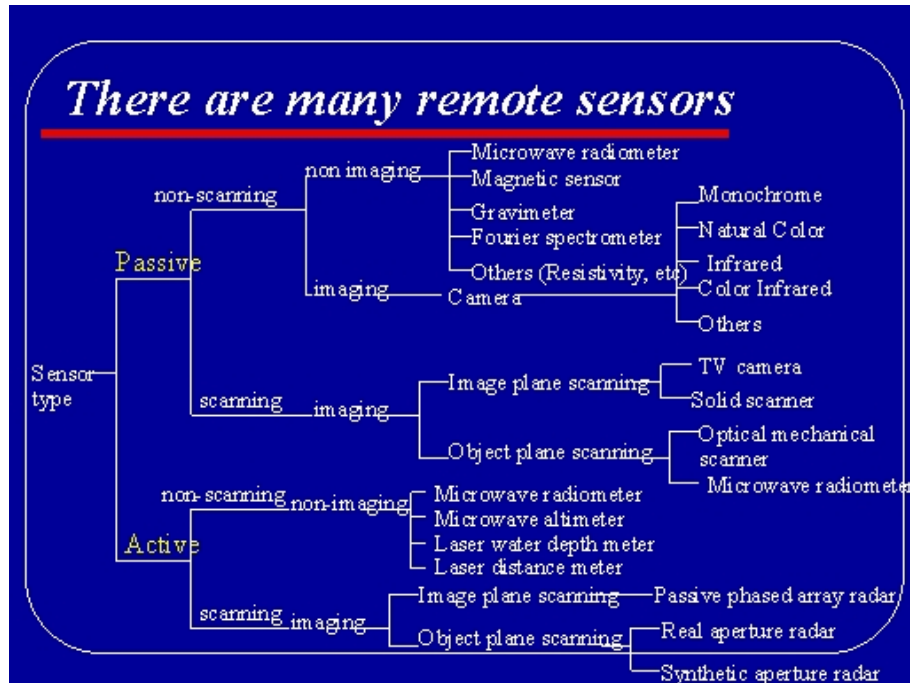 There are many remote sensors
Microwave radiometer
non imaging
Magnetic sensor
Monochrome
non-scanning
Gravimeter
Natural Color
Fourier spectrometer
Passive
Infrared
Others (Resistivity, etc)
imaging
Camera
Color Infrared
Others
TV camera
Sensor
type
Image plane scanning
scanning
imaging
Solid scanner
Optical mechanical
scanner
Object plane scanning
Microwave radiometer
non-scanning
non-imaging
Microwave radiometer
Microwave altimeter
Active
Laser water depth meter
Laser distance meter
Image plane scanning
Passive phased array radar
scanning
imaging
Object plane scanning
Real aperture radar
Synthetic aperture radar